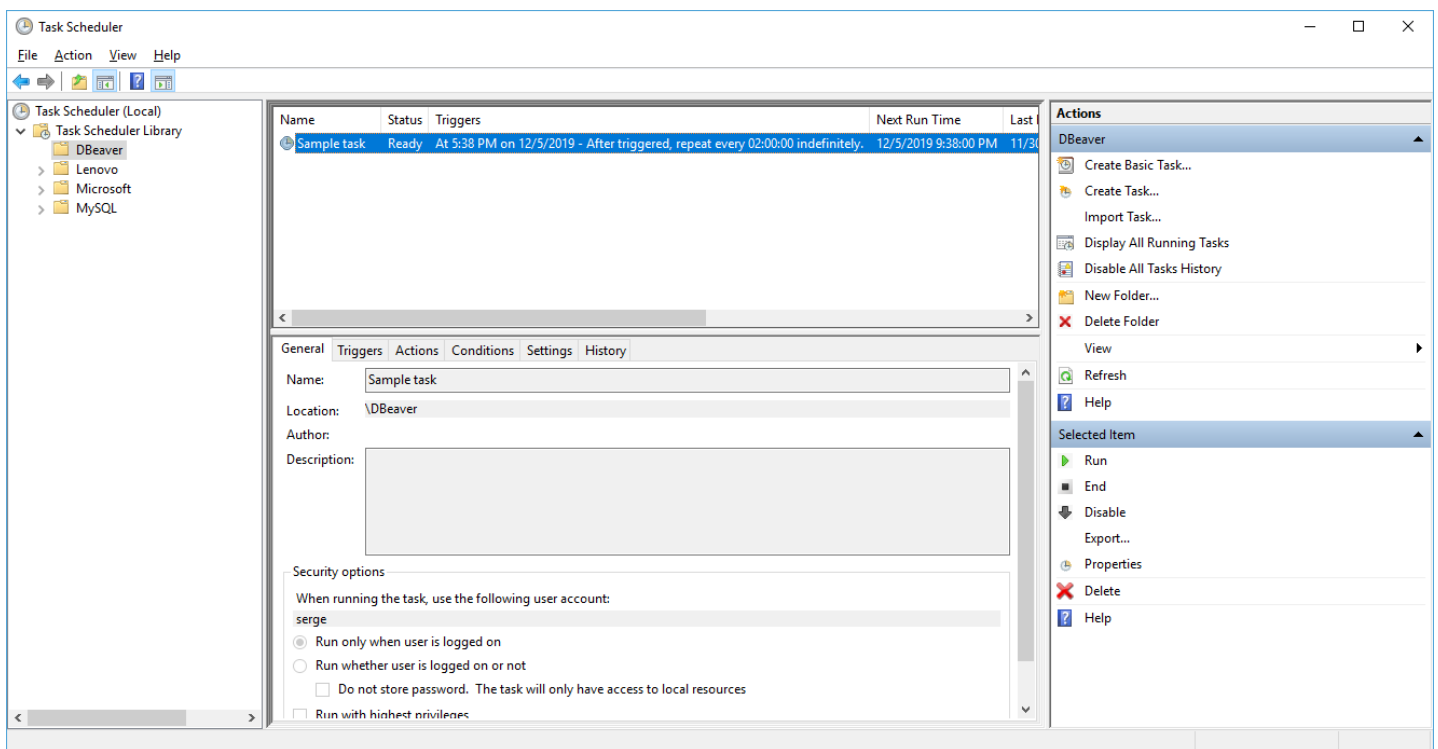 Task Scheduler
File Action View Help
Task Scheduler (Local)
Task Scheduler Library
DBeaver
Lenovo
Microsoft
MySQL
Name Status Triggers Next Run Time Last
Sample task Ready At 5:38 PM on 12/5/2019 - After triggered, repeat every 02:00:00 indefinitely. 12/5/2019 9:38:00 PM 11/30
General Triggers Actions Conditions Settings History
Name: Sample task
Location: \DBeaver
Author:
Description:
Security options
When running the task, use the following user account:
serge
Run only when user is logged on
Run whether user is logged on or not
Do not store password. The task will only have access to local resources
Run with highest privileges
Actions
DBeaver
Create Basic Task...
Create Task...
Import Task...
Display All Running Tasks
Disable All Tasks History
New Folder...
Delete Folder
View
Refresh
Help
Selected Item
Run
End
Disable
Export...
Properties
Delete
Help